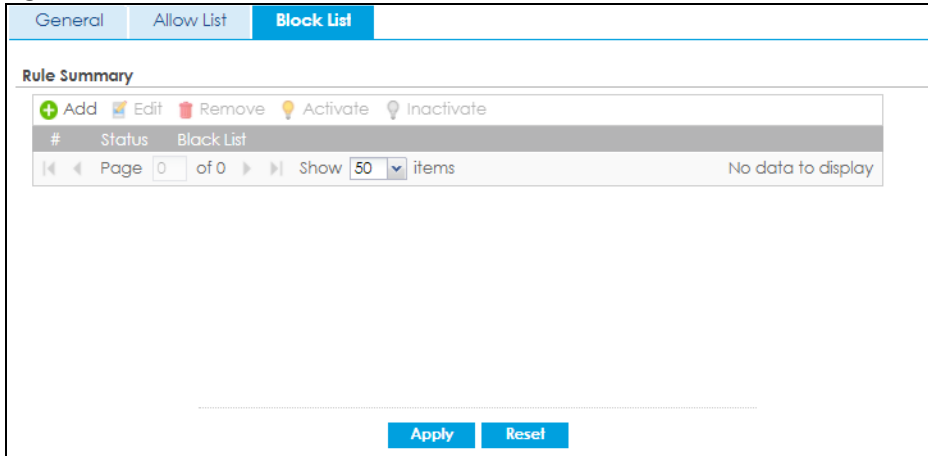 General Allow List Block List
Rule Summary
Add Edit Remove Activate Inactivate
# Status Black List
Page 0 of 0 Show 50 items No data to display
Apply Reset